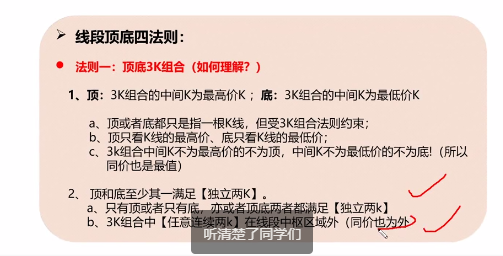 线段顶底四法则：
法则一：顶底3K组合（如何理解？）
1、顶：3K组合的中间K为最高价K；底：3K组合的中间K为最低价K
a、顶或者底都只是指一根K线，但受3K组合法则约束；
b、顶只看K线的最高价、底只看K线的最低价；
c、3k组合中间K不为最高价的不为顶，中间K不为最低价的不为底!（所以
同价也是最值）
2、顶和底至少其一满足【独立两K】。
a、只有顶或者只有底，亦或者顶底两者都满足【独立两k】
b、3K组合中【任意连续两k】在线段中枢区域外（同价也为外
听清楚了同学们